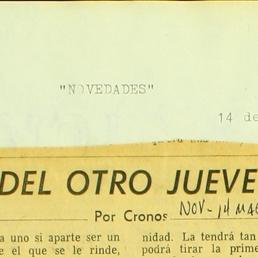 "NOVEDADES"
14 de
DEL OTRO JUEVE
Por Cronos NOV-14 MAG
a uno si aparte ser un
e el que se le rinde,
nidad. La tendrá tan
podrá tirar la prime